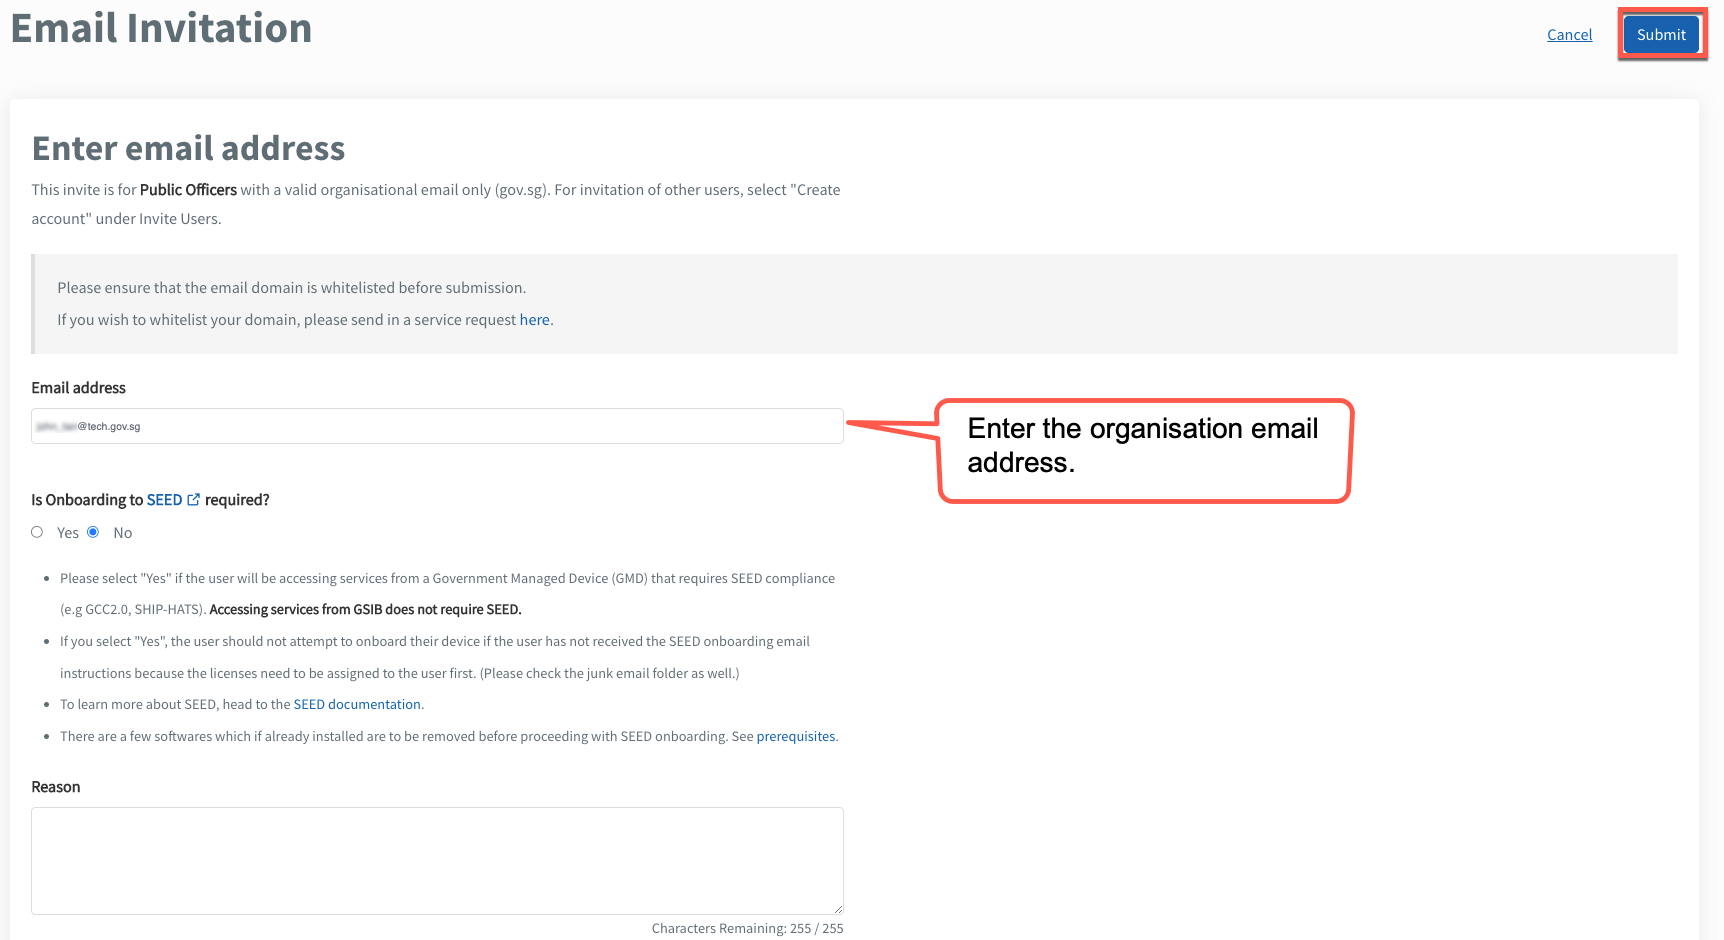 Email Invitation
Cancel
Submit
Enter email address
This invite is for Public Officers with a valid organisational email only (gov.sg). For invitation of other users, select "Create
account" under Invite Users.
Please ensure that the email domain is whitelisted before submission.
If you wish to whitelist your domain, please send in a service request here.
Email address
@tech.gov.sg
Enter the organisation email
address.
Is Onboarding to SEED required?
Yes No
Please select "Yes" if the user will be accessing services from a Government Managed Device (GMD) that requires SEED compliance
(e.g GCC2.0, SHIP-HATS). Accessing services from GSIB does not require SEED.
If you select "Yes", the user should not attempt to onboard their device if the user has not received the SEED onboarding email
instructions because the licenses need to be assigned to the user first. (Please check the junk email folder as well.)
To learn more about SEED, head to the SEED documentation.
There are a few softwares which if already installed are to be removed before proceeding with SEED onboarding. See prerequisites.
Reason
Characters Remaining: 255 / 255